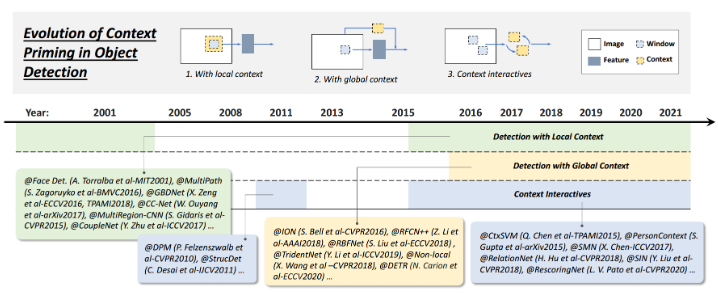 Evolution of Context
Priming in Object
Detection
1. With local context
2. With global context
3. Context interactives
Image
Window
Feature
Context
Year: 2001 2005 2008 2011 2013 2015 2016 2017 2018 2019 2020 2021
Detection with Local Context
Detection with Global Context
Context Interactives
@Face Det. (A. Torralba et al-MIT2001), @MultiPath
(S. Zagoruyko et al-BMVC2016), @GBDNet (X. Zeng
et al-ECCV2016, TPAMI2018), @CC-Net (W. Ouyang
et al-arXiv2017), @MultiRegion-CNN (S. Gidaris et al-
CVPR2015), @CoupleNet (Y. Zhu et al-ICCV2017) ...
@DPM (P. Felzenszwalb et
al-CVPR2010), @StrucDet
(C. Desai et al-IJCV2011) ...
@ION (S. Bell et al-CVPR2016), @RFCN++ (Z. Li et
al-AAAI2018), @RBFNet (S. Liu et al-ECCV2018) ,
@TridentNet (Y. Li et al-ICCV2019), @Non-local
(X. Wang et al –CVPR2018), @DETR (N. Carion et
al-ECCV2020) ...
@CtxSVM (Q. Chen et al-TPAMI2015), @PersonContext (S.
Gupta et al-arXiv2015), @SMN (X. Chen-ICCV2017),
@RelationNet (H. Hu et al-CVPR2018), @SIN (Y. Liu et al-
CVPR2018), @RescoringNet (L. V. Pato et al-CVPR2020) ...